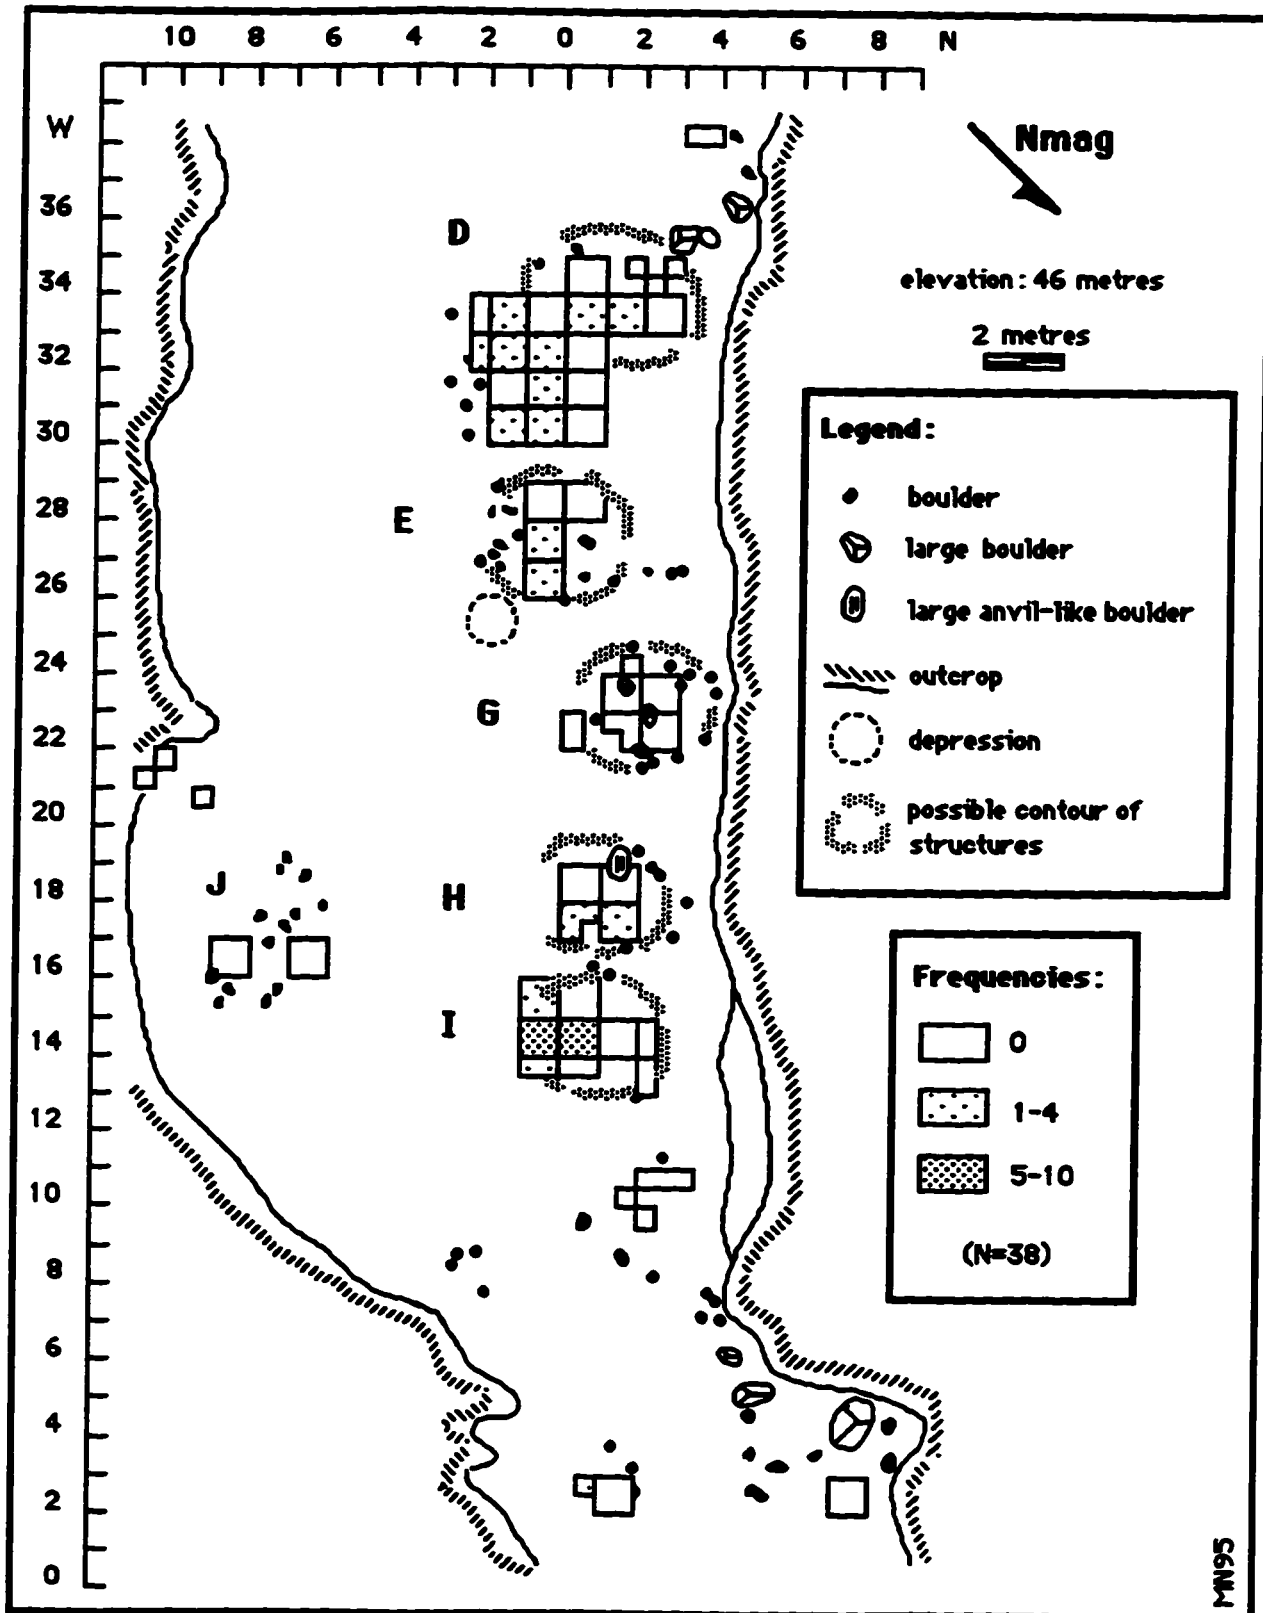 10 8 6 4 2 0 2 4 6 8 N
W
Nmag
36
D
elevation: 46 metres
34
2 metres
32
Legend:
30
boulder
28
E
large boulder
26
large anvil-like boulder
24
outcrop
G
22
depression
20
possible contour of
structures
J
18
H
16
Frequencies:
I
14
0
12
1-4
10
5-10
(N=38)
8
6
4
2
0
MN95